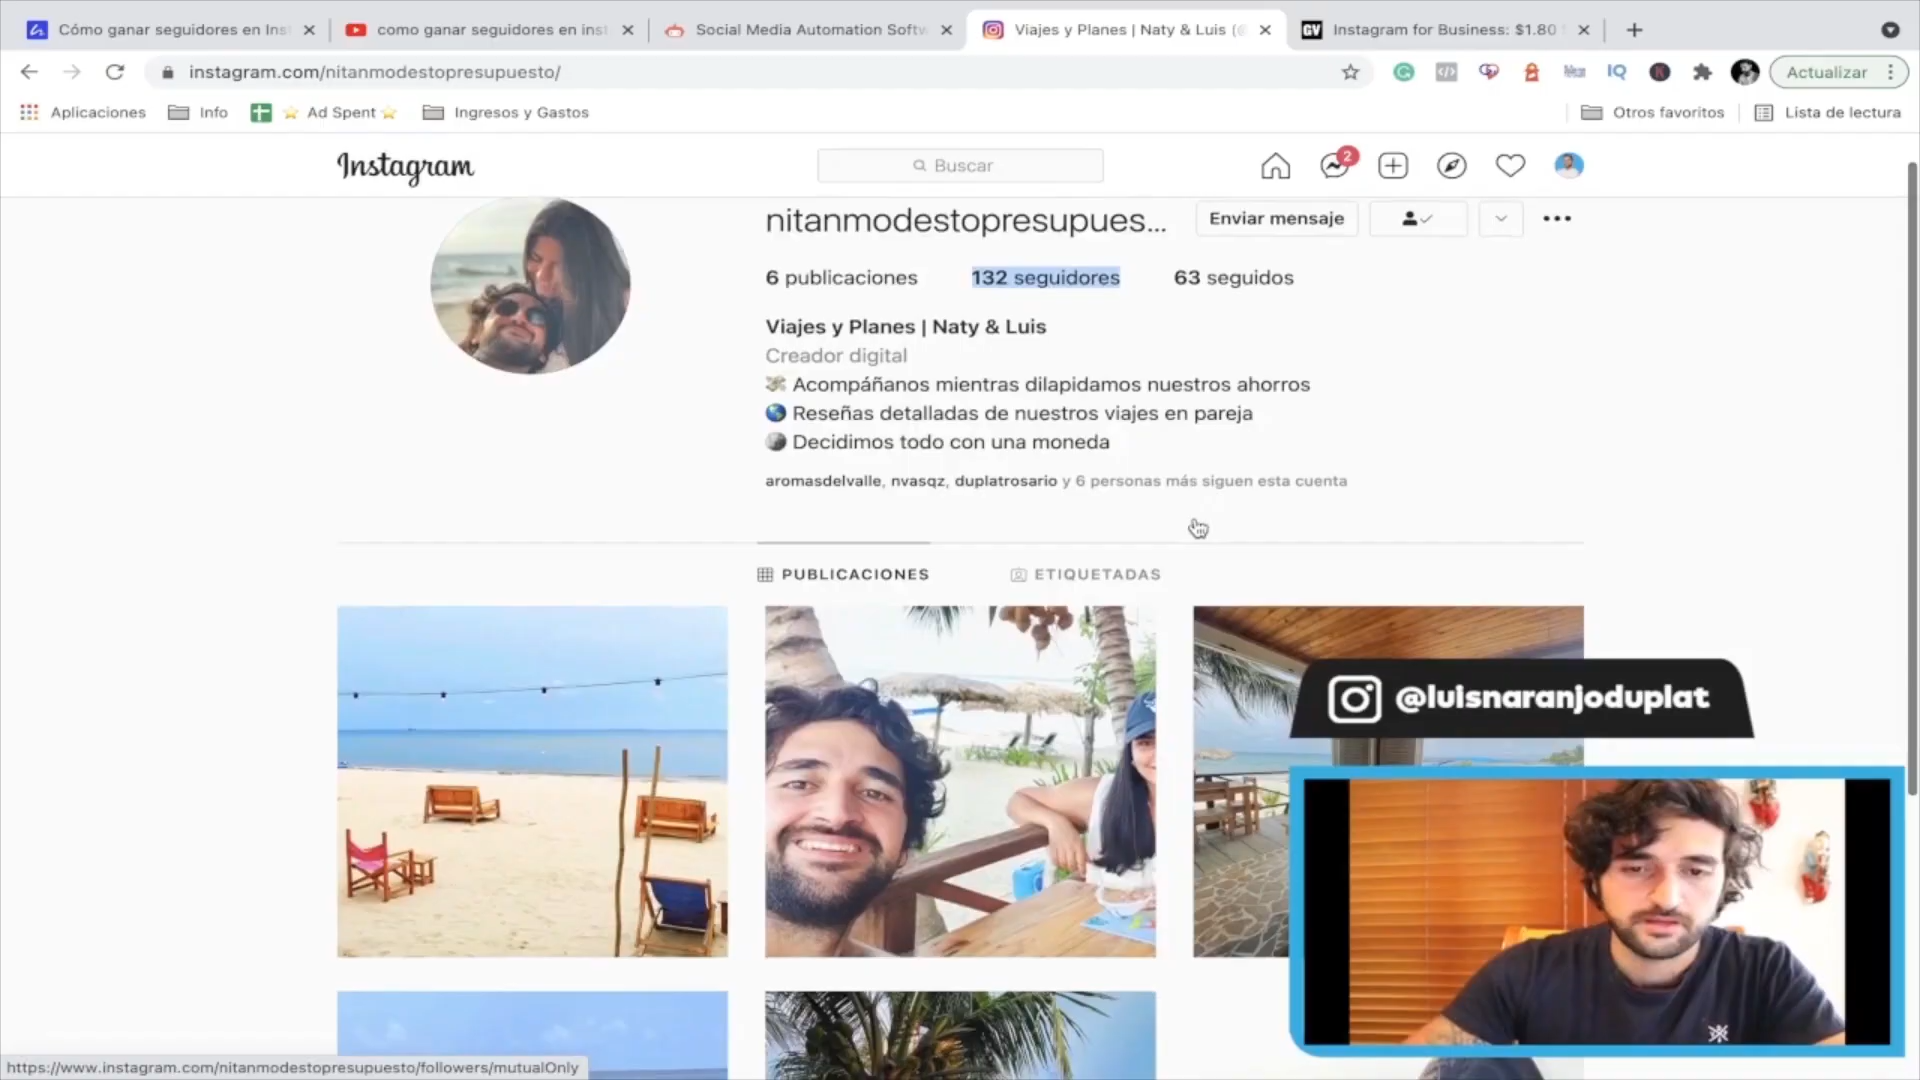 Cómo ganar seguidores en Inst
como ganar seguidores en inst
Social Media Automation Softw
Viajes y Planes | Naty & Luis (@
GV
Instagram for Business: $1.80
instagram.com/nitanmodestopresupuesto/
IQ
Actualizar
Aplicaciones
Info
Ad Spent
Ingresos y Gastos
Otros favoritos
Lista de lectura
Instagram
Buscar
2
nitanmodestopresupues...
Enviar mensaje
6 publicaciones
132 seguidores
63 seguidos
Viajes y Planes | Naty & Luis
Creador digital
Acompáñanos mientras dilapidamos nuestros ahorros
Reseñas detalladas de nuestros viajes en pareja
Decidimos todo con una moneda
aromasdelvalle, nvasqz, duplatrosario y 6 personas más siguen esta cuenta
PUBLICACIONES
ETIQUETADAS
@luisnaranjoduplat
https://www.instagram.com/nitanmodestopresupuesto/followers/mutualOnly